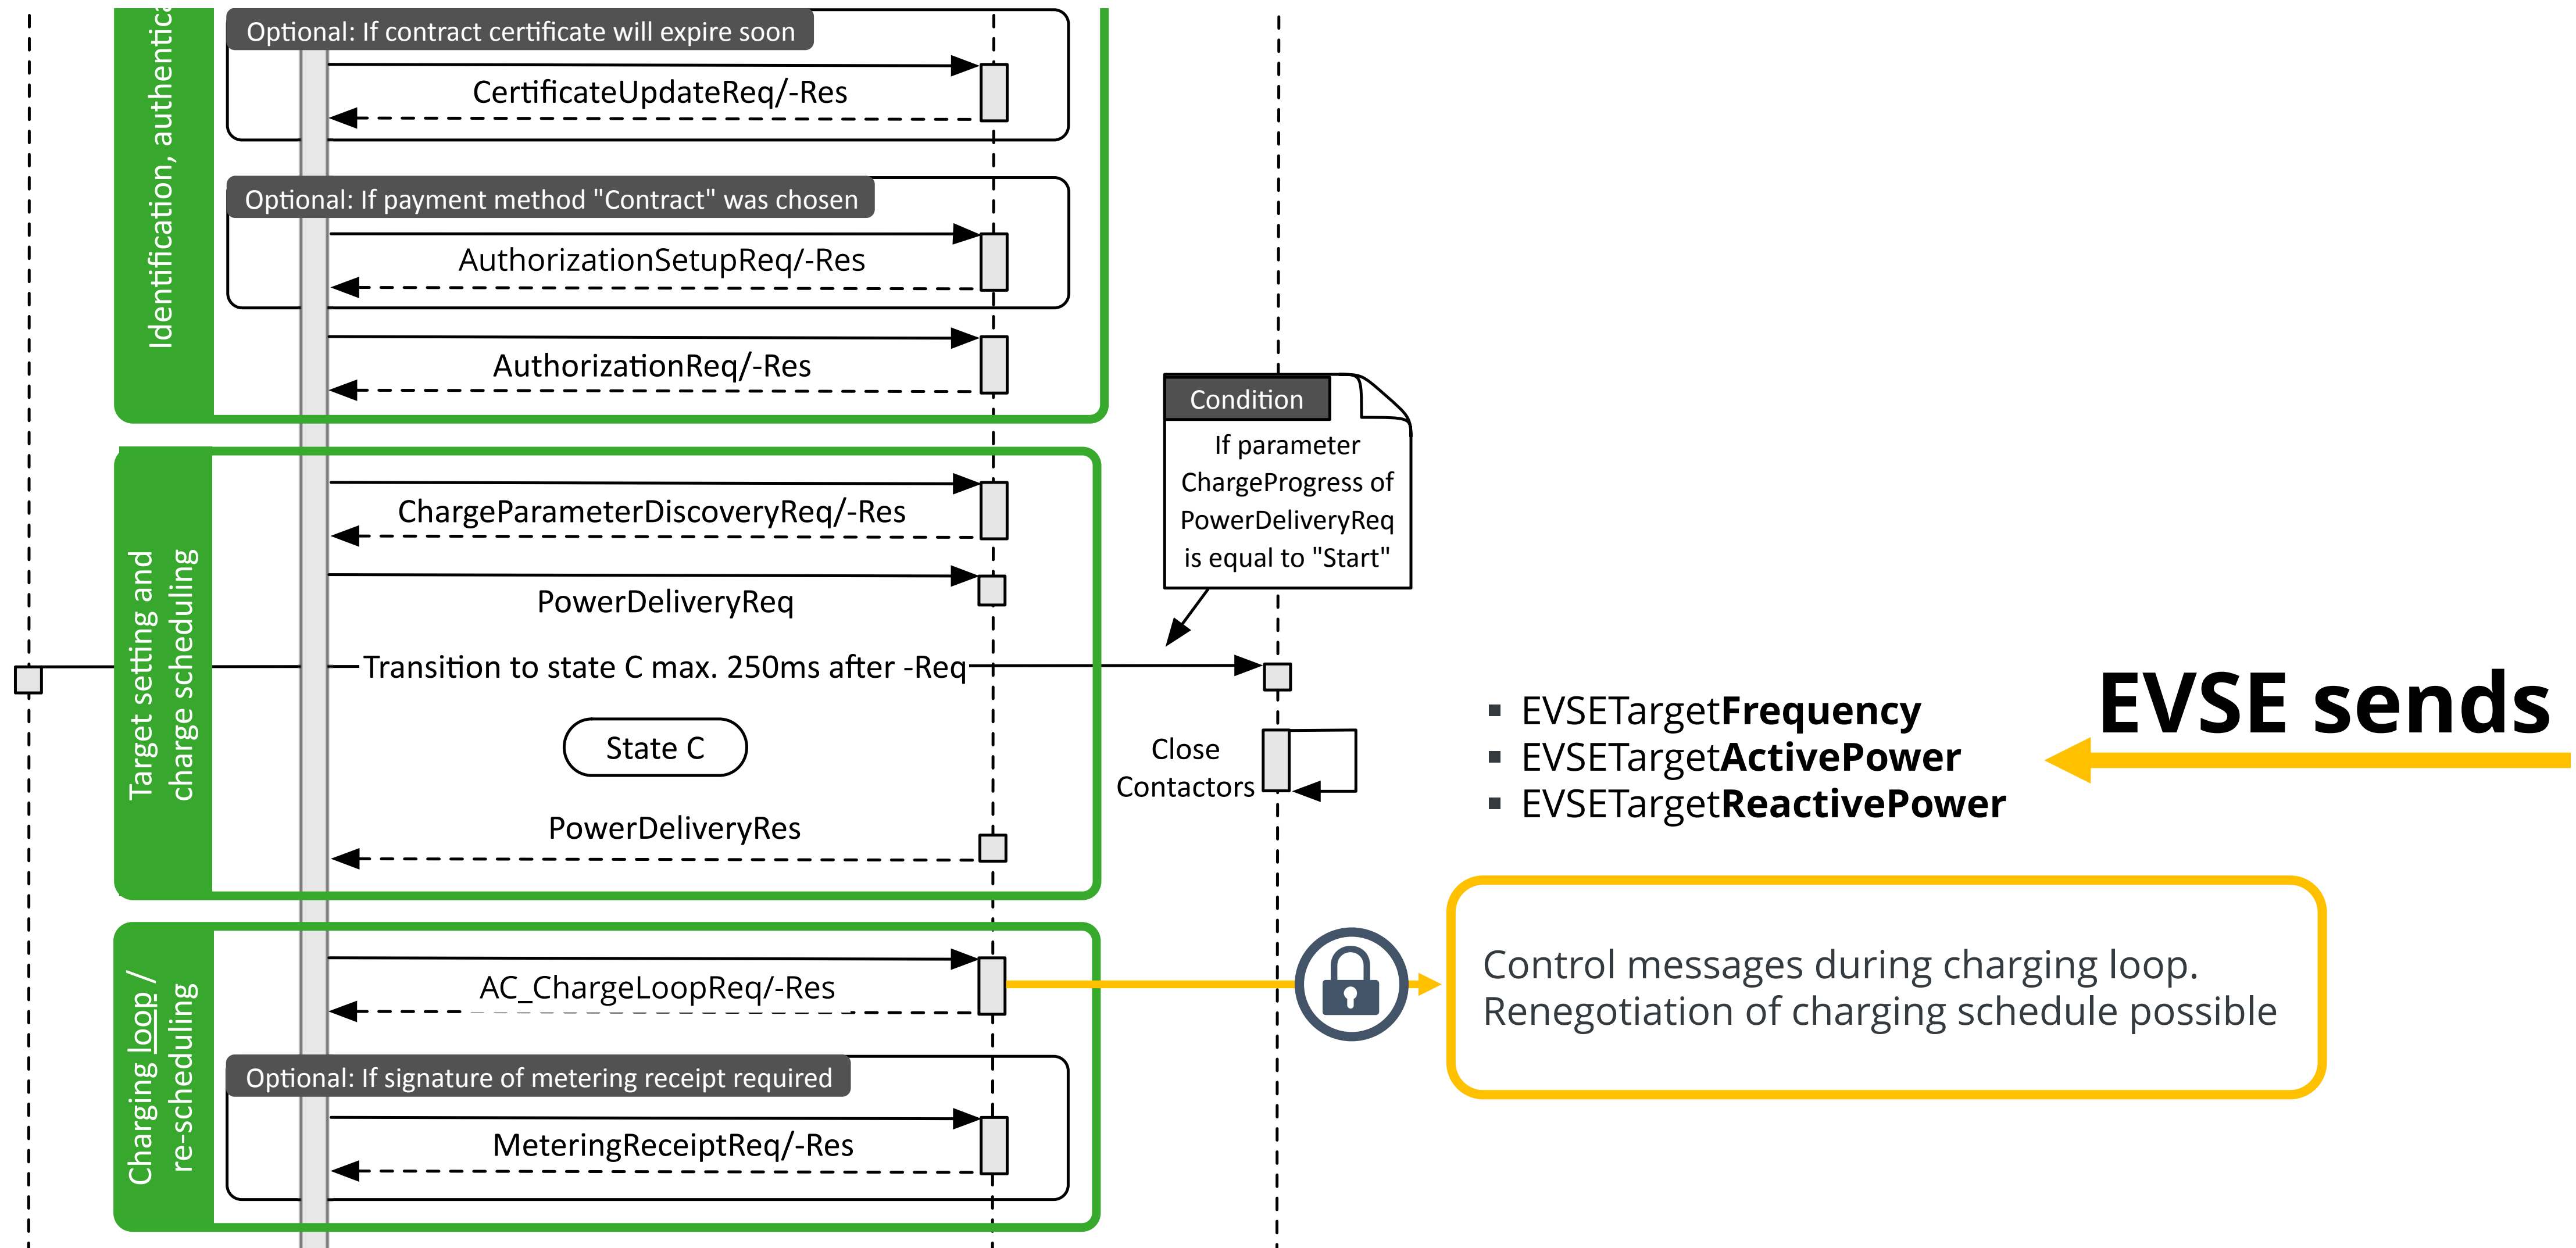 Identification, authentica
Optional: If contract certificate will expire soon
CertificateUpdateReq/-Res
Optional: If payment method "Contract" was chosen
AuthorizationSetupReq/-Res
AuthorizationReq/-Res
Condition
If parameter
ChargeProgress of
PowerDeliveryReq
is equal to "Start"
Target setting and
charge scheduling
ChargeParameterDiscoveryReq/-Res
PowerDeliveryReq
Transition to state C max. 250ms after -Req
State C
Close
Contactors
PowerDeliveryRes
EVSE sends
▪ EVSETargetFrequency
▪ EVSETargetActivePower
▪ EVSETargetReactivePower
Charging loop /
re-scheduling
AC_ChargeLoopReq/-Res
Control messages during charging loop.
Renegotiation of charging schedule possible
Optional: If signature of metering receipt required
MeteringReceiptReq/-Res